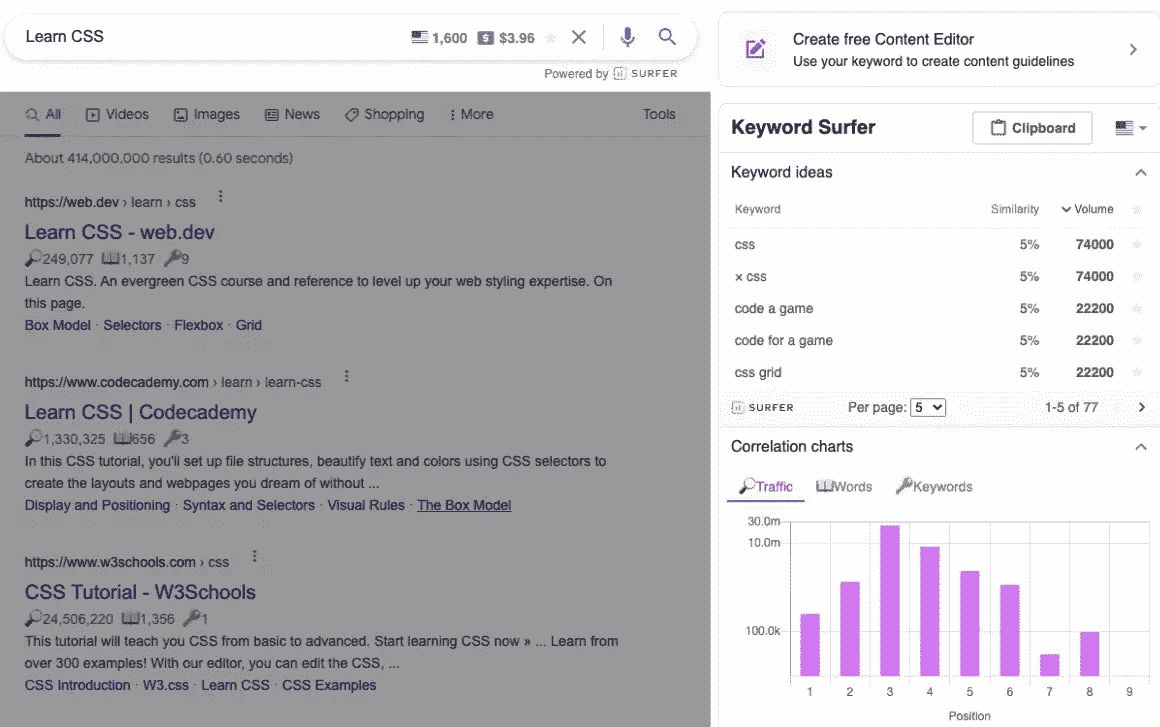 Learn CSS
1,600 $ $3.96
Powered by SURFER
All Videos Images News Shopping More Tools
About 414,000,000 results (0.60 seconds)
https://web.dev › learn › css
Learn CSS - web.dev
249,077 1,137 9
Learn CSS. An evergreen CSS course and reference to level up your web styling expertise. On
this page.
Box Model · Selectors · Flexbox · Grid
https://www.codecademy.com › learn › learn-css
Learn CSS | Codecademy
1,330,325 656 3
In this CSS tutorial, you'll set up file structures, beautify text and colors using CSS selectors to
create the layouts and webpages you dream of without ...
Display and Positioning · Syntax and Selectors · Visual Rules · The Box Model
https://www.w3schools.com › css
CSS Tutorial - W3Schools
24,506,220 1,356 1
This tutorial will teach you CSS from basic to advanced. Start learning CSS now » ... Learn from
over 300 examples! With our editor, you can edit the CSS, ...
CSS Introduction · W3.css · Learn CSS · CSS Examples
Create free Content Editor
Use your keyword to create content guidelines
Keyword Surfer Clipboard
Keyword ideas
Keyword Similarity Volume
css 5% 74000
x css 5% 74000
code a game 5% 22200
code for a game 5% 22200
css grid 5% 22200
SURFER Per page: 5 1-5 of 77
Correlation charts
Traffic Words Keywords
30.0m
10.0m
100.0k
1 2 3 4 5 6 7 8 9
Position